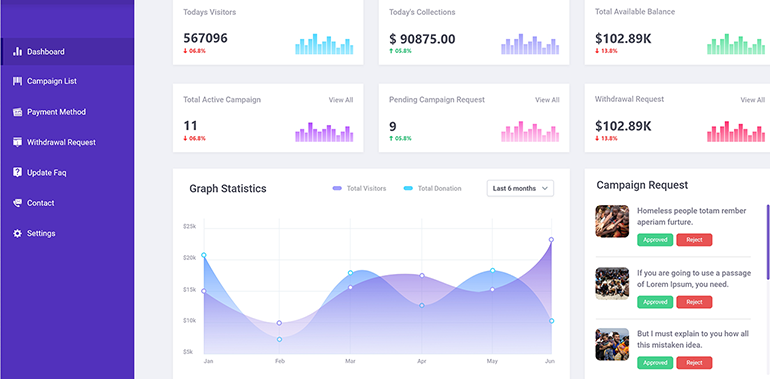 Dashboard
Campaign List
Payment Method
Withdrawal Request
Update Faq
Contact
Settings
Todays Visitors
567096
↓ 06.8%
Today's Collections
$ 90875.00
↑ 05.8%
Total Available Balance
$102.89K
↓ 13.8%
Total Active Campaign
View All
11
↓ 06.8%
Pending Campaign Request
View All
9
↑ 05.8%
Withdrawal Request
View All
$102.89K
↓ 13.8%
Graph Statistics
Total Visitors
Total Donation
Last 6 months
$25k
$20k
$15k
$10k
$5k
Jan
Feb
Mar
Apr
May
Jun
Campaign Request
Homeless people totam rember
aperiam furture.
Approved
Reject
If you are going to use a passage
of Lorem Ipsum, you need.
Approved
Reject
But I must explain to you how all
this mistaken idea.
Approved
Reject